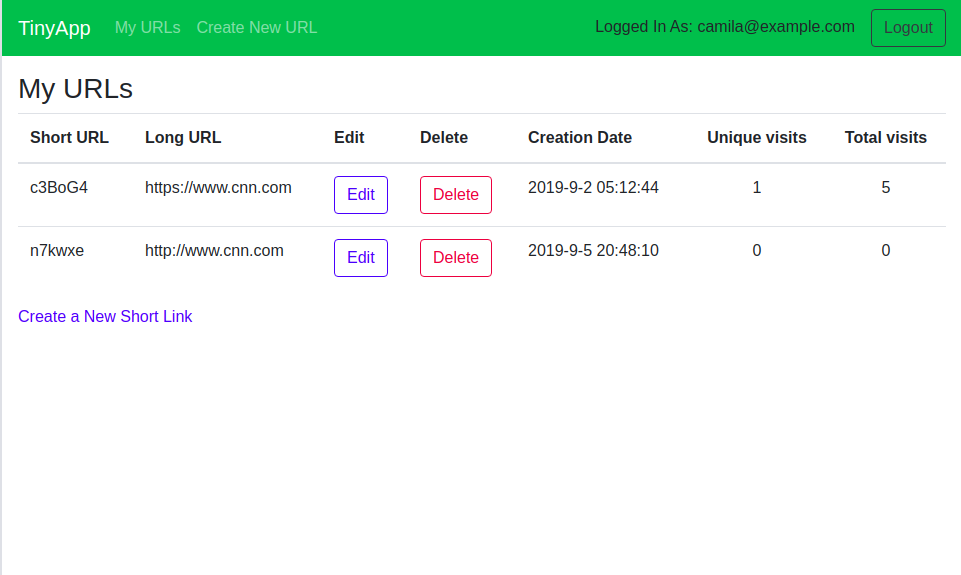 TinyApp My URLs Create New URL Logged In As: camila@example.com Logout
My URLs
Short URL Long URL Edit Delete Creation Date Unique visits Total visits
c3BoG4 https://www.cnn.com Edit Delete 2019-9-2 05:12:44 1 5
n7kwxe http://www.cnn.com Edit Delete 2019-9-5 20:48:10 0 0
Create a New Short Link